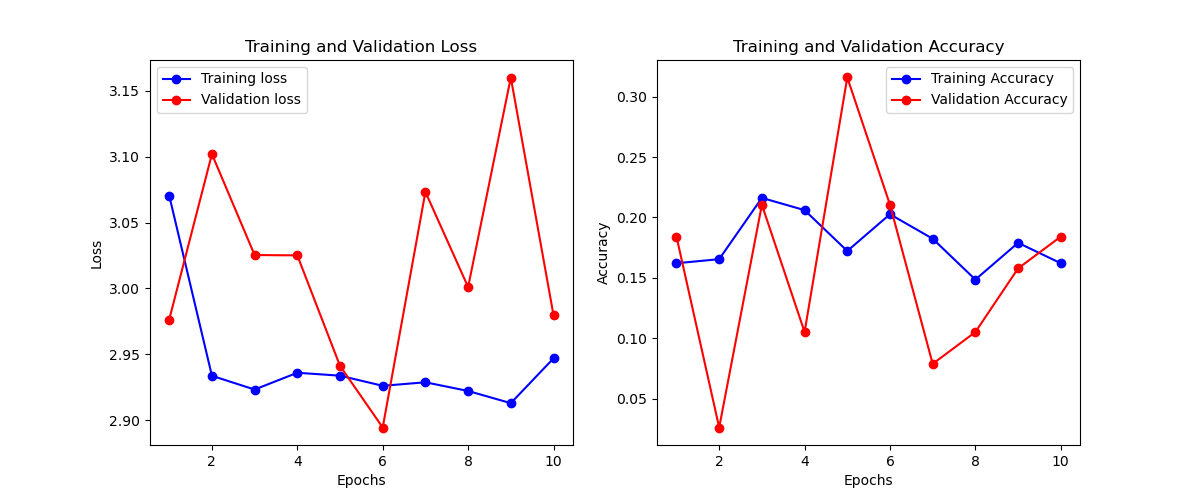 Training and Validation Loss
Training loss
Validation loss
3.15
3.10
3.05
3.00
2.95
2.90
Loss
2 4 6 8 10
Epochs
Training and Validation Accuracy
Training Accuracy
Validation Accuracy
0.30
0.25
0.20
0.15
0.10
0.05
Accuracy
2 4 6 8 10
Epochs